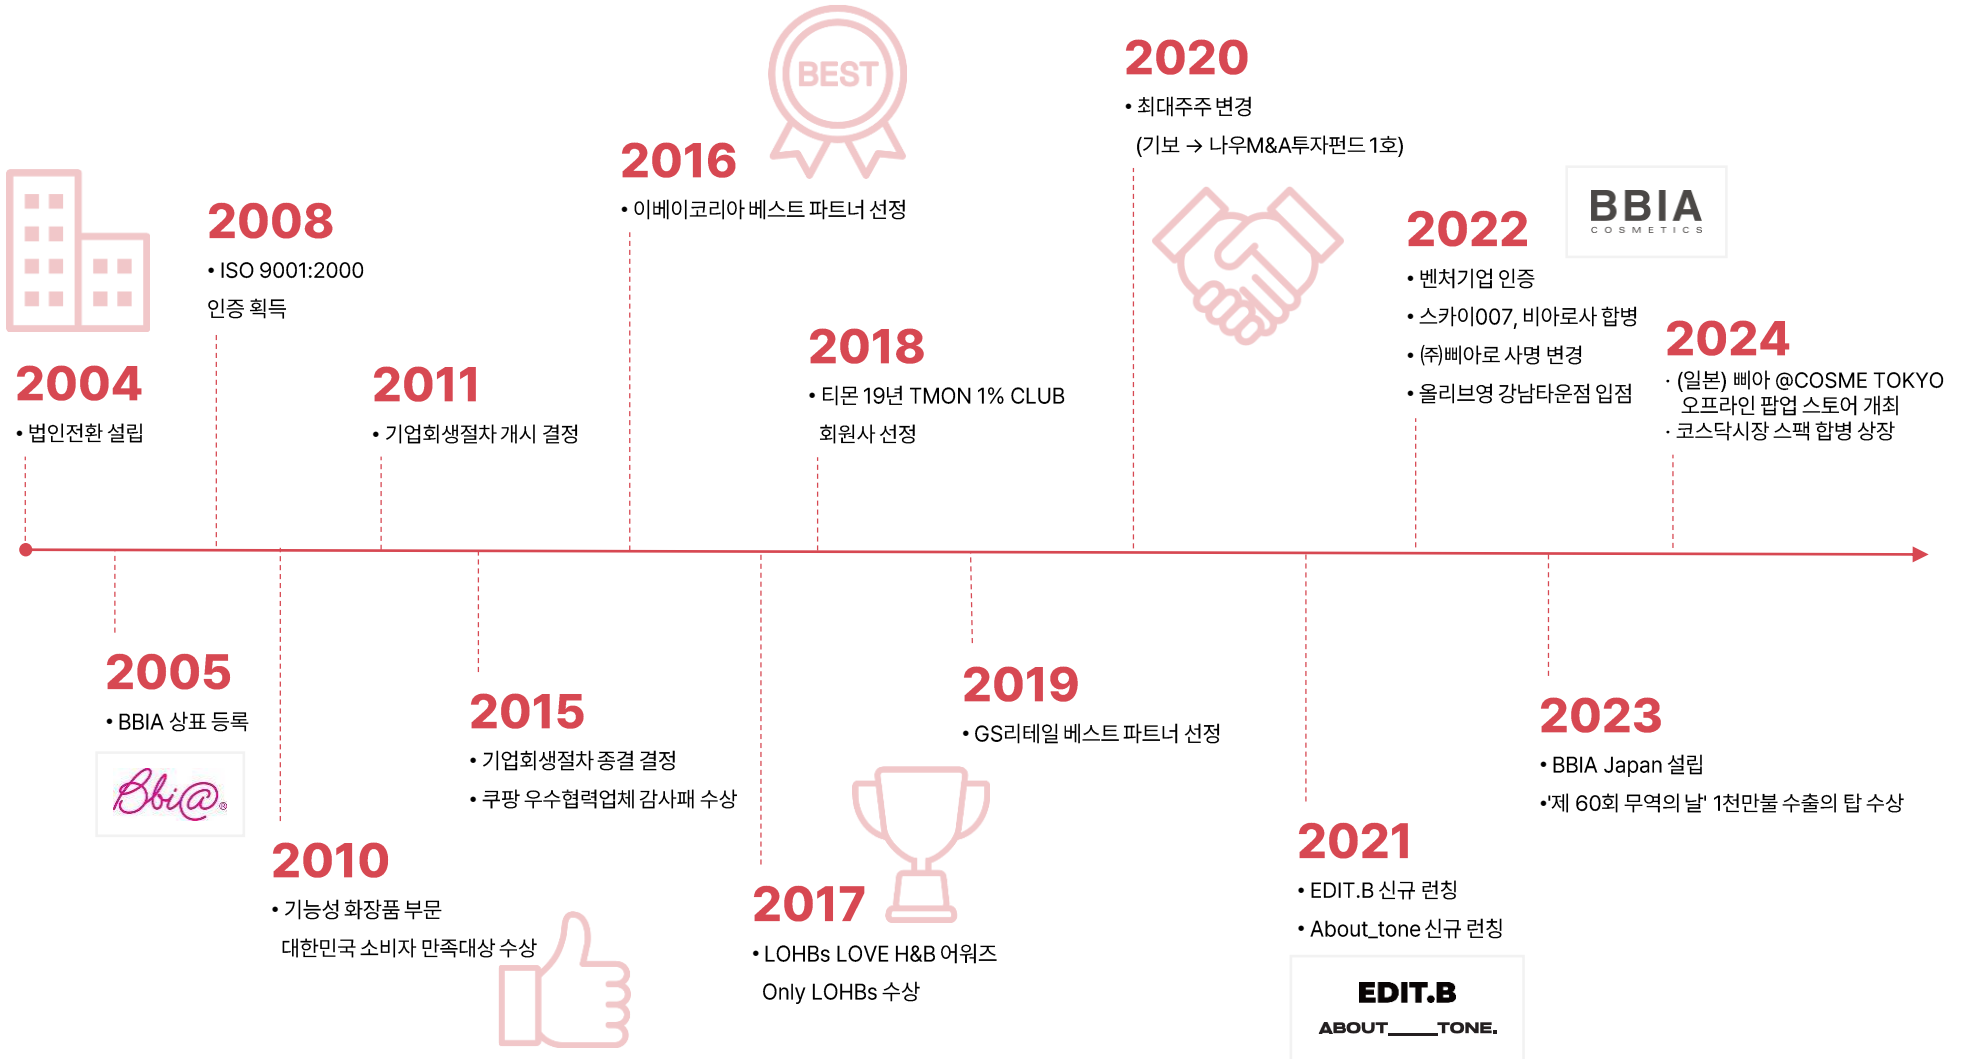 2004
• 법인전환 설립
2005
• BBIA 상표 등록
Bbi@®
2008
• ISO 9001:2000
인증 획득
2010
• 기능성 화장품 부문
대한민국 소비자 만족대상 수상
2011
• 기업회생절차 개시 결정
2015
• 기업회생절차 종결 결정
• 쿠팡 우수협력업체 감사패 수상
BEST
2016
• 이베이코리아 베스트 파트너 선정
2017
• LOHBs LOVE H&B 어워즈
Only LOHBs 수상
2018
• 티몬 19년 TMON 1% CLUB
회원사 선정
2019
• GS리테일 베스트 파트너 선정
2020
• 최대주주 변경
(기보 → 나우M&A투자펀드 1호)
2021
• EDIT.B 신규 런칭
• About_tone 신규 런칭
EDIT.B
ABOUT____TONE.
2022
• 벤처기업 인증
• 스카이007, 비아로사 합병
• ㈜삐아로 사명 변경
• 올리브영 강남타운점 입점
BBIA
COSMETICS
2023
• BBIA Japan 설립
•'제 60회 무역의 날' 1천만불 수출의 탑 수상
2024
· (일본) 삐아 @COSME TOKYO
오프라인 팝업 스토어 개최
· 코스닥시장 스팩 합병 상장